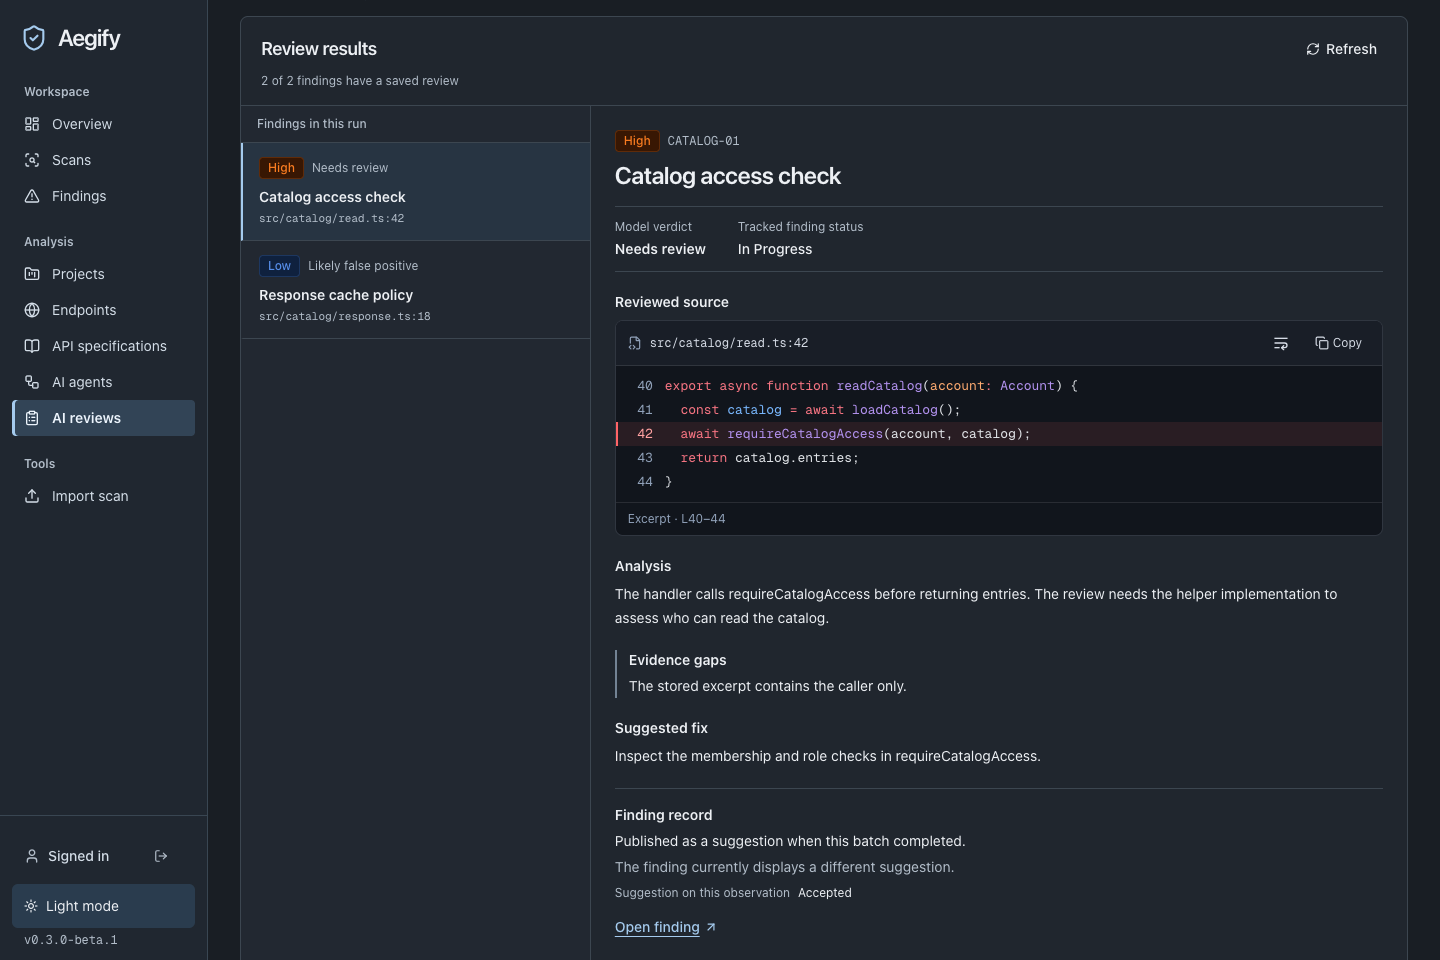 Aegify
Workspace
Overview
Scans
Findings
Analysis
Projects
Endpoints
API specifications
AI agents
AI reviews
Tools
Import scan
Signed in
Light mode
v0.3.0-beta.1
Review results
Refresh
2 of 2 findings have a saved review
Findings in this run
High Needs review
Catalog access check
src/catalog/read.ts:42
Low Likely false positive
Response cache policy
src/catalog/response.ts:18
High CATALOG-01
Catalog access check
Model verdict Tracked finding status
Needs review In Progress
Reviewed source
src/catalog/read.ts:42 Copy
40 export async function readCatalog(account: Account) {
41 const catalog = await loadCatalog();
42 await requireCatalogAccess(account, catalog);
43 return catalog.entries;
44 }
Excerpt · L40–44
Analysis
The handler calls requireCatalogAccess before returning entries. The review needs the helper implementation to
assess who can read the catalog.
Evidence gaps
The stored excerpt contains the caller only.
Suggested fix
Inspect the membership and role checks in requireCatalogAccess.
Finding record
Published as a suggestion when this batch completed.
The finding currently displays a different suggestion.
Suggestion on this observation Accepted
Open finding